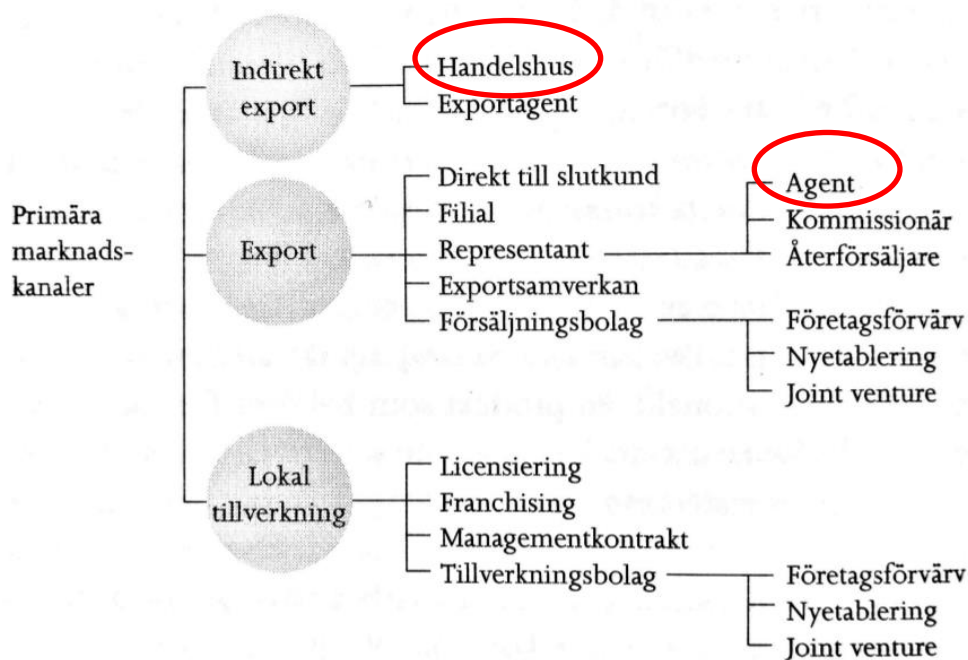 Primära
marknads-
kanaler
Indirekt
export
Handelshus
Exportagent
Export
Direkt till slutkund
Filial
Representant
Exportsamverkan
Försäljningsbolag
Agent
Kommissionär
Återförsäljare
Företagsförvärv
Nyetablering
Joint venture
Lokal
tillverkning
Licensiering
Franchising
Managementkontrakt
Tillverkningsbolag
Företagsförvärv
Nyetablering
Joint venture